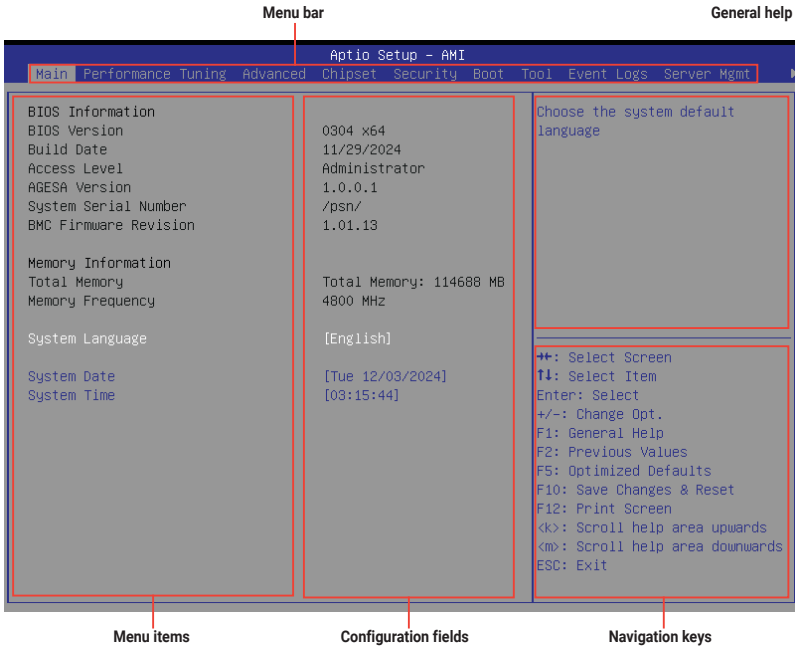 Menu bar
General help
Aptio Setup - AMI
Main Performance Tuning Advanced Chipset Security Boot Tool Event Logs Server Mgmt
BIOS Information
BIOS Version 0304 x64
Build Date 11/29/2024
Access Level Administrator
AGESA Version 1.0.0.1
System Serial Number /psn/
BMC Firmware Revision 1.01.13
Memory Information
Total Memory Total Memory: 114688 MB
Memory Frequency 4800 MHz
System Language [English]
System Date [Tue 12/03/2024]
System Time [03:15:44]
Choose the system default
language
→←: Select Screen
↑↓: Select Item
Enter: Select
+/-: Change Opt.
F1: General Help
F2: Previous Values
F5: Optimized Defaults
F10: Save Changes & Reset
F12: Print Screen
<k>: Scroll help area upwards
<m>: Scroll help area downwards
ESC: Exit
Menu items
Configuration fields
Navigation keys